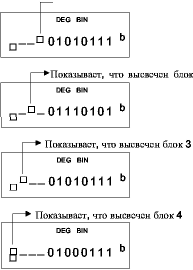 DEG BIN
01010111 b
Показывает, что высвечен блок
DEG BIN
01110101 b
Показывает, что высвечен блок 3
DEG BIN
01010111 b
Показывает, что высвечен блок 4
DEG BIN
01000111 b